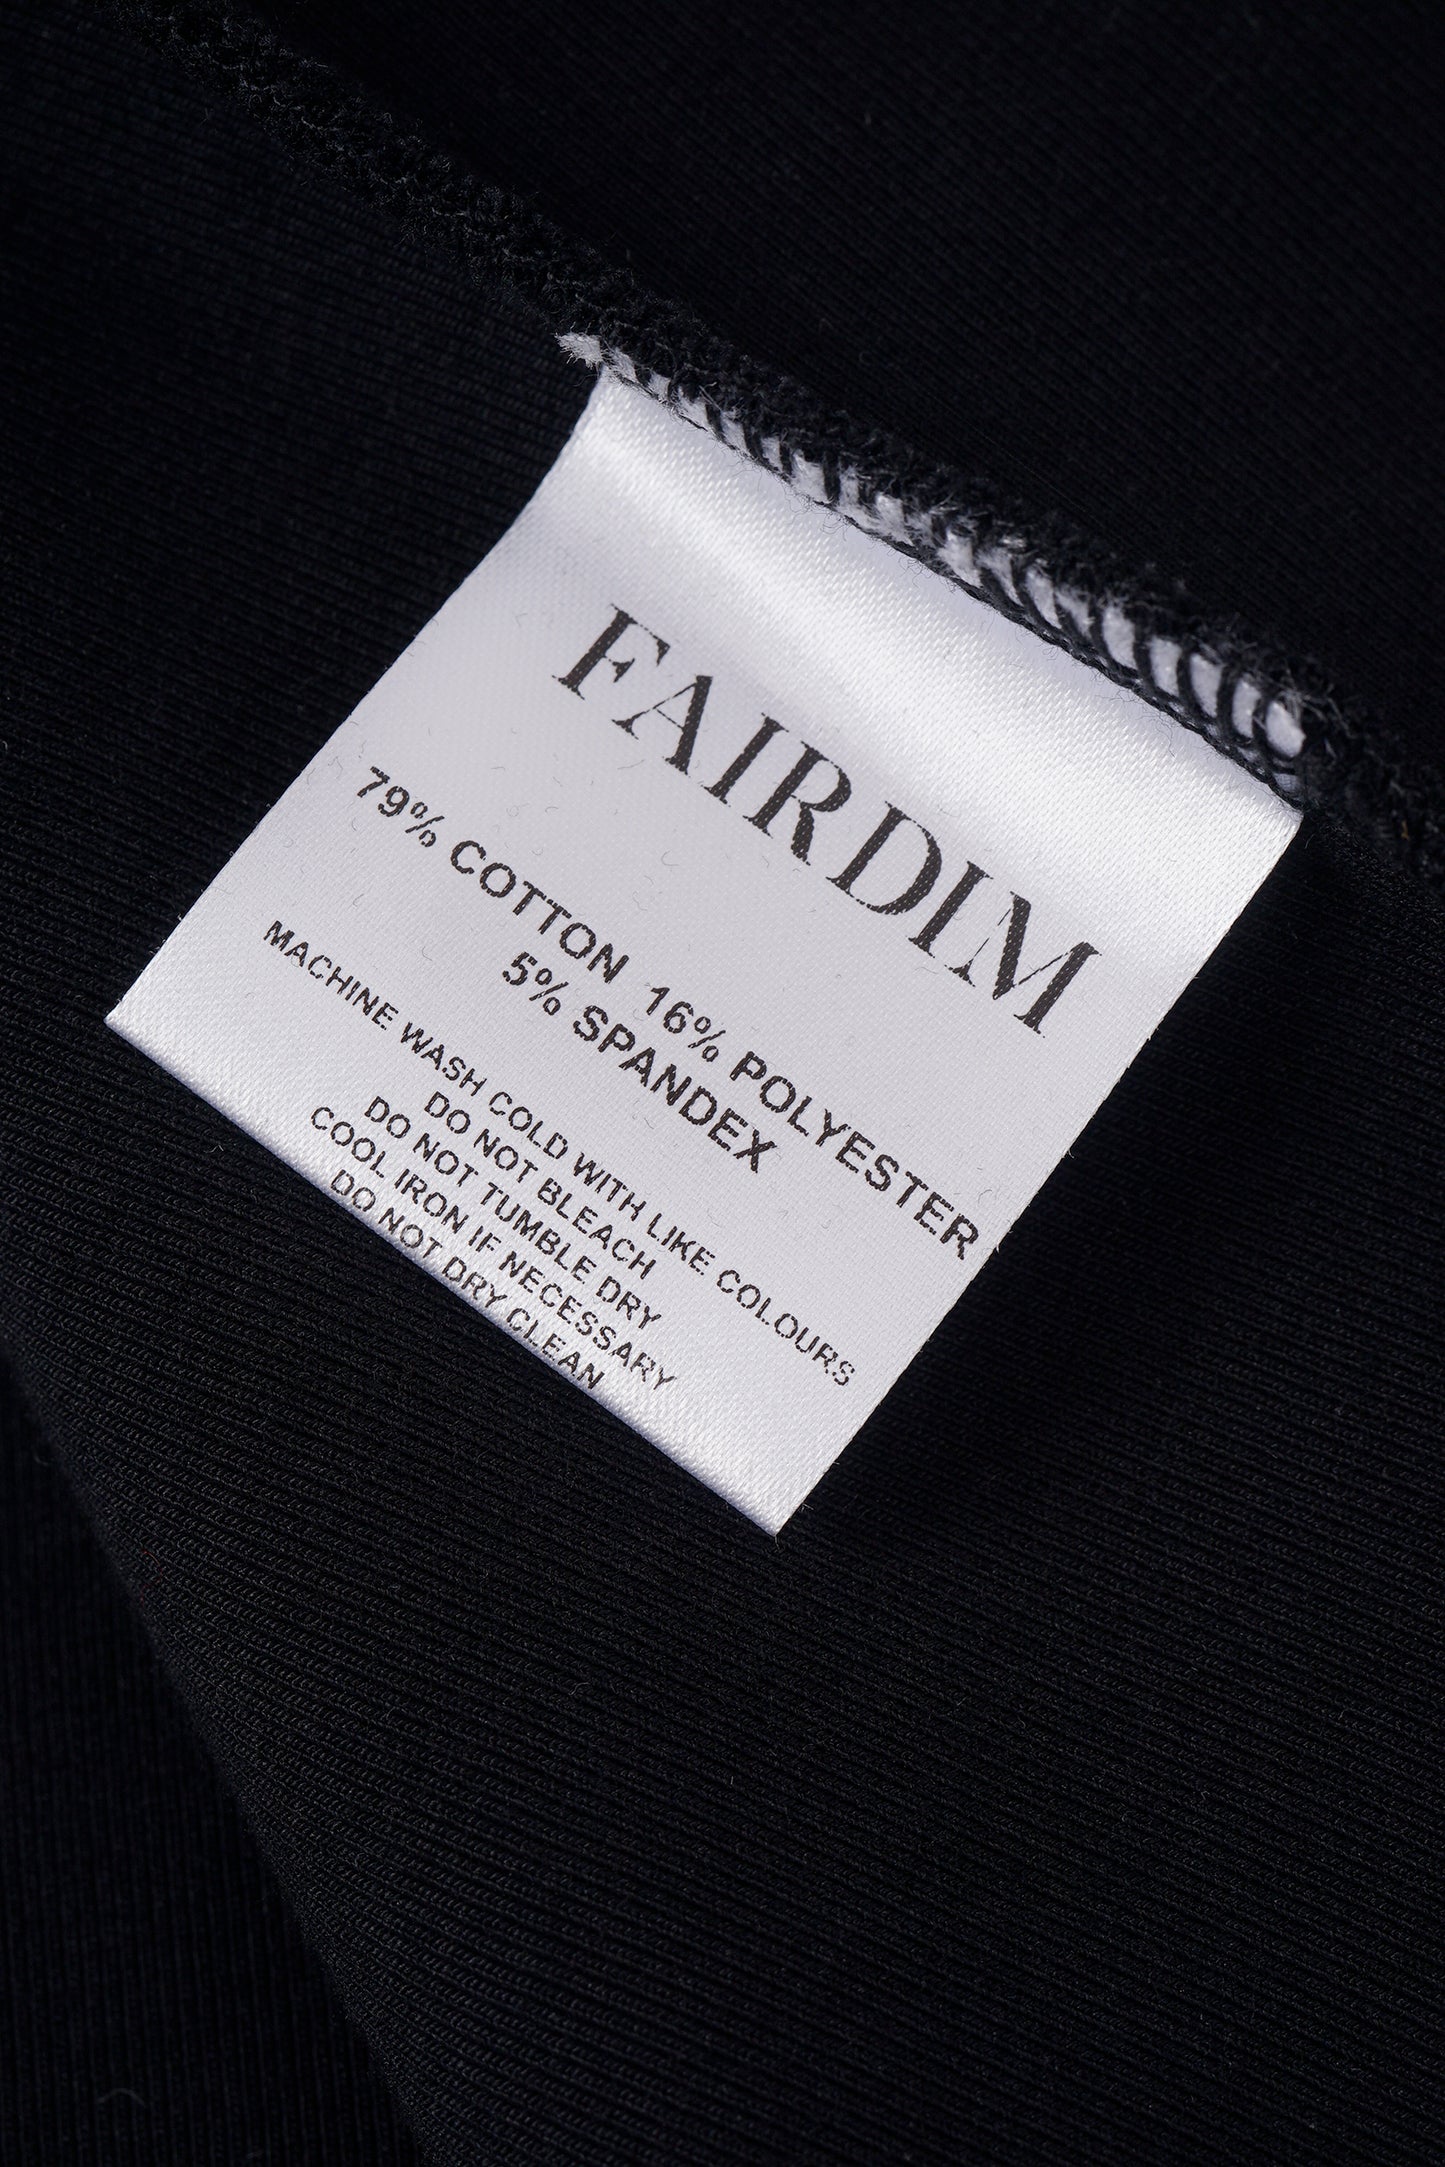 FAIRDIM
79% COTTON 16% POLYESTER
5% SPANDEX
MACHINE WASH COLD WITH LIKE COLOURS
DO NOT BLEACH
DO NOT TUMBLE DRY
COOL IRON IF NECESSARY
DO NOT DRY CLEAN